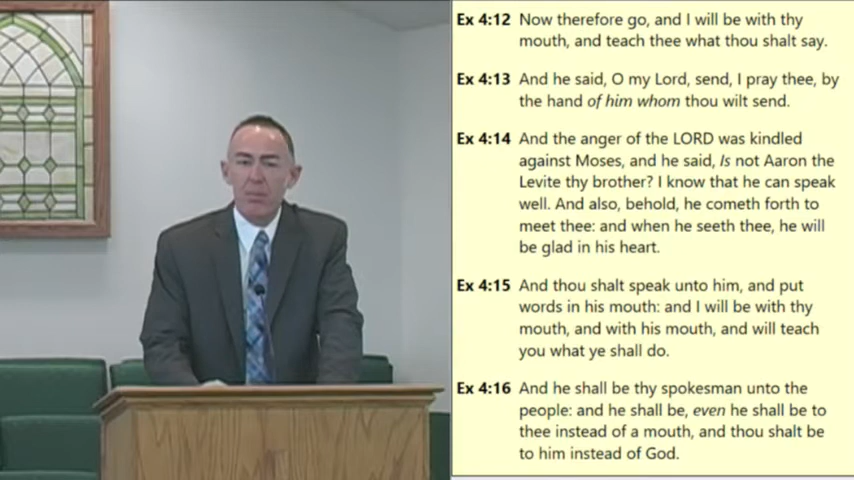 Ex 4:12 Now therefore go, and I will be with thy
mouth, and teach thee what thou shalt say.
Ex 4:13 And he said, O my Lord, send, I pray thee, by
the hand of him whom thou wilt send.
Ex 4:14 And the anger of the LORD was kindled
against Moses, and he said, Is not Aaron the
Levite thy brother? I know that he can speak
well. And also, behold, he cometh forth to
meet thee: and when he seeth thee, he will
be glad in his heart.
Ex 4:15 And thou shalt speak unto him, and put
words in his mouth: and I will be with thy
mouth, and with his mouth, and will teach
you what ye shall do.
Ex 4:16 And he shall be thy spokesman unto the
people: and he shall be, even he shall be to
thee instead of a mouth, and thou shalt be
to him instead of God.